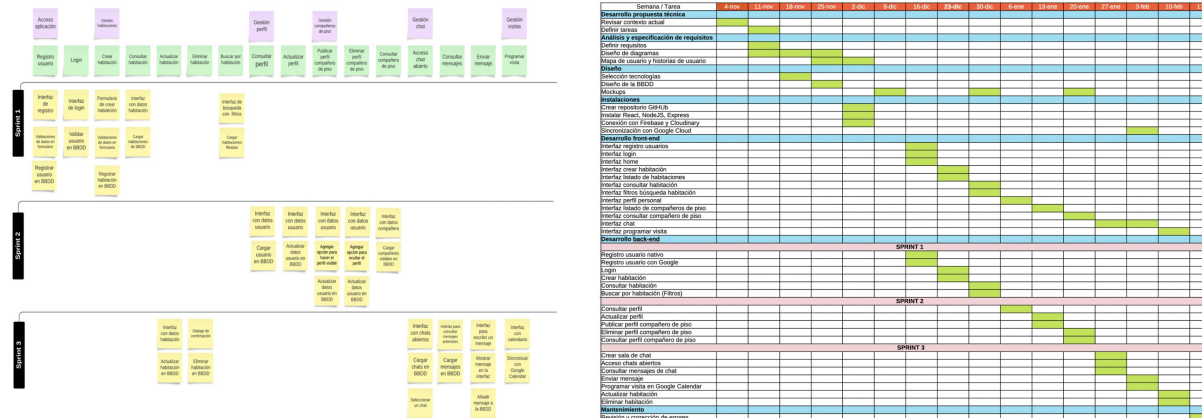 Acceso
aplicación
Gestión
habitaciones
Gestión
perfil
Gestión
compañeros
de piso
Gestión
chat
Gestión
visitas
Registro
usuario
Login
Crear
habitación
Consultar
habitación
Actualizar
habitación
Eliminar
habitación
Buscar por
habitación
Consultar
perfil
Actualizar
perfil
Publicar
perfil
compañero
de piso
Eliminar
perfil
compañero
de piso
Consultar
compañero
de piso
Acceso
chat
abierto
Consultar
mensajes
Enviar
mensaje
Programar
visita
Sprint 1
Interfaz
de
registro
Interfaz
de login
Formulario
de crear
habitación
Interfaz
con datos
habitación
Interfaz de
búsqueda
con filtros
Validaciones
de datos en
formulario
Validar
usuario
en BBDD
Validaciones
de datos en
formulario
Cargar
habitaciones
de BBDD
Cargar
habitaciones
filtradas
Registrar
usuario
en BBDD
Registrar
habitación
en BBDD
Sprint 2
Interfaz
con datos
usuario
Interfaz
con datos
usuario
Interfaz
con datos
usuario
Interfaz
con datos
usuario
Interfaz
con datos
compañero
Cargar
usuario
en BBDD
Actualizar
datos
usuario
en BBDD
Agregar
opción para
hacer el
perfil visible
Agregar
opción para
ocultar el
perfil
Cargar
compañeros
visibles en
BBDD
Actualizar
datos
usuario en
BBDD
Actualizar
datos
usuario en
BBDD
Sprint 3
Interfaz
con datos
habitación
Diálogo de
confirmación
Interfaz
con chats
abiertos
Interfaz para
consultar
mensajes
anteriores
Interfaz
para
escribir un
mensaje
Interfaz
con
calendario
Actualizar
habitación
en BBDD
Eliminar
habitación
en BBDD
Cargar
chats en
BBDD
Cargar
mensajes
en BBDD
Mostrar
mensaje
en la
interfaz
Sincronizar
con
Google
Calendar
Seleccionar
un chat
Añadir
mensaje a
la BBDD
Semana / Tarea 4-nov 11-nov 18-nov 25-nov 2-dic 9-dic 16-dic 23-dic 30-dic 6-ene 13-ene 20-ene 27-ene 3-feb 10-feb
Desarrollo propuesta técnica
Revisar contexto actual
Definir tareas
Análisis y especificación de requisitos
Definir requisitos
Diseño de diagramas
Mapa de usuario y historias de usuario
Diseño
Selección tecnologías
Diseño de la BBDD
Mockups
Instalaciones
Crear repositorio GitHUb
Instalar React, NodeJS, Express
Conexión con Firebase y Cloudinary
Sincronización con Google Cloud
Desarrollo front-end
Interfaz registro usuarios
Interfaz login
Interfaz home
Interfaz crear habitación
Interfaz listado de habitaciones
Interfaz consultar habitación
Interfaz filtros búsqueda habitación
Interfaz perfil personal
Interfaz listado de compañeros de piso
Interfaz consultar compañero de piso
Interfaz chat
Interfaz programar visita
Desarrollo back-end
SPRINT 1
Registro usuario nativo
Registro usuario con Google
Login
Crear habitación
Consultar habitación
Buscar por habitación (Filtros)
SPRINT 2
Consultar perfil
Actualizar perfil
Publicar perfil compañero de piso
Eliminar perfil compañero de piso
Consultar perfil compañero de piso
SPRINT 3
Crear sala de chat
Acceso chats abiertos
Consultar mensajes de chat
Enviar mensaje
Programar visita en Google Calendar
Actualizar habitación
Eliminar habitación
Mantenimiento
Revisión y corrección de errores